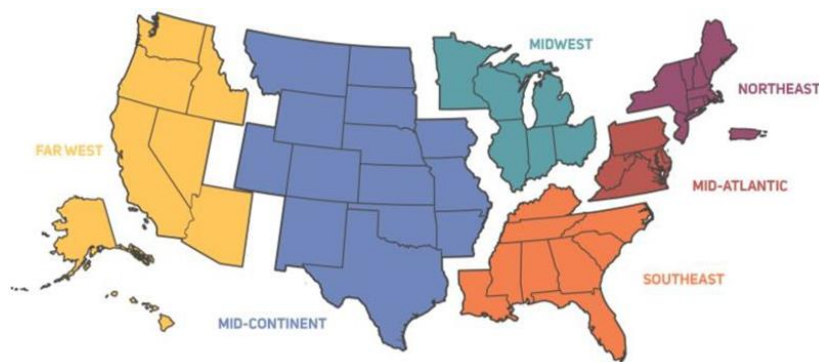 MIDWEST
NORTHEAST
FAR WEST
MID-ATLANTIC
SOUTHEAST
MID-CONTINENT